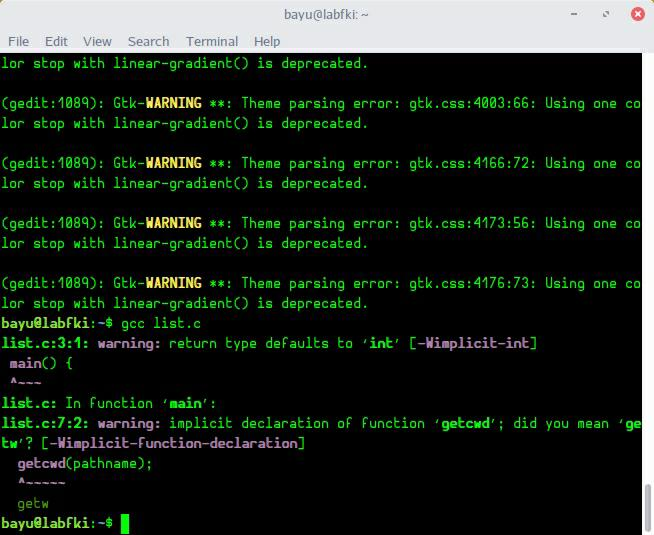 bayu@labfki: ~
File Edit View Search Terminal Help
lor stop with linear-gradient() is deprecated.
(gedit:1089): Gtk-WARNING **: Theme parsing error: gtk.css:4003:66: Using one co
lor stop with linear-gradient() is deprecated.
(gedit:1089): Gtk-WARNING **: Theme parsing error: gtk.css:4166:72: Using one co
lor stop with linear-gradient() is deprecated.
(gedit:1089): Gtk-WARNING **: Theme parsing error: gtk.css:4173:56: Using one co
lor stop with linear-gradient() is deprecated.
(gedit:1089): Gtk-WARNING **: Theme parsing error: gtk.css:4176:73: Using one co
lor stop with linear-gradient() is deprecated.
bayu@labfki:~$ gcc list.c
list.c:3:1: warning: return type defaults to ‘int’ [-Wimplicit-int]
 main() {
 ^~~~
list.c: In function ‘main’:
list.c:7:2: warning: implicit declaration of function ‘getcwd’; did you mean ‘ge
tw’? [-Wimplicit-function-declaration]
  getcwd(pathname);
  ^~~~~~
  getw
bayu@labfki:~$